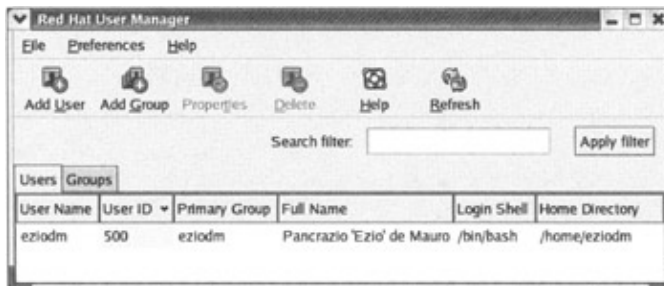 Red Hat User Manager
File Preferences Help
Add User Add Group Properties Delete Help Refresh
Search filter: Apply filter
Users Groups
User Name User ID Primary Group Full Name Login Shell Home Directory
eziodm 500 eziodm Pancrazio 'Ezio' de Mauro /bin/bash /home/eziodm